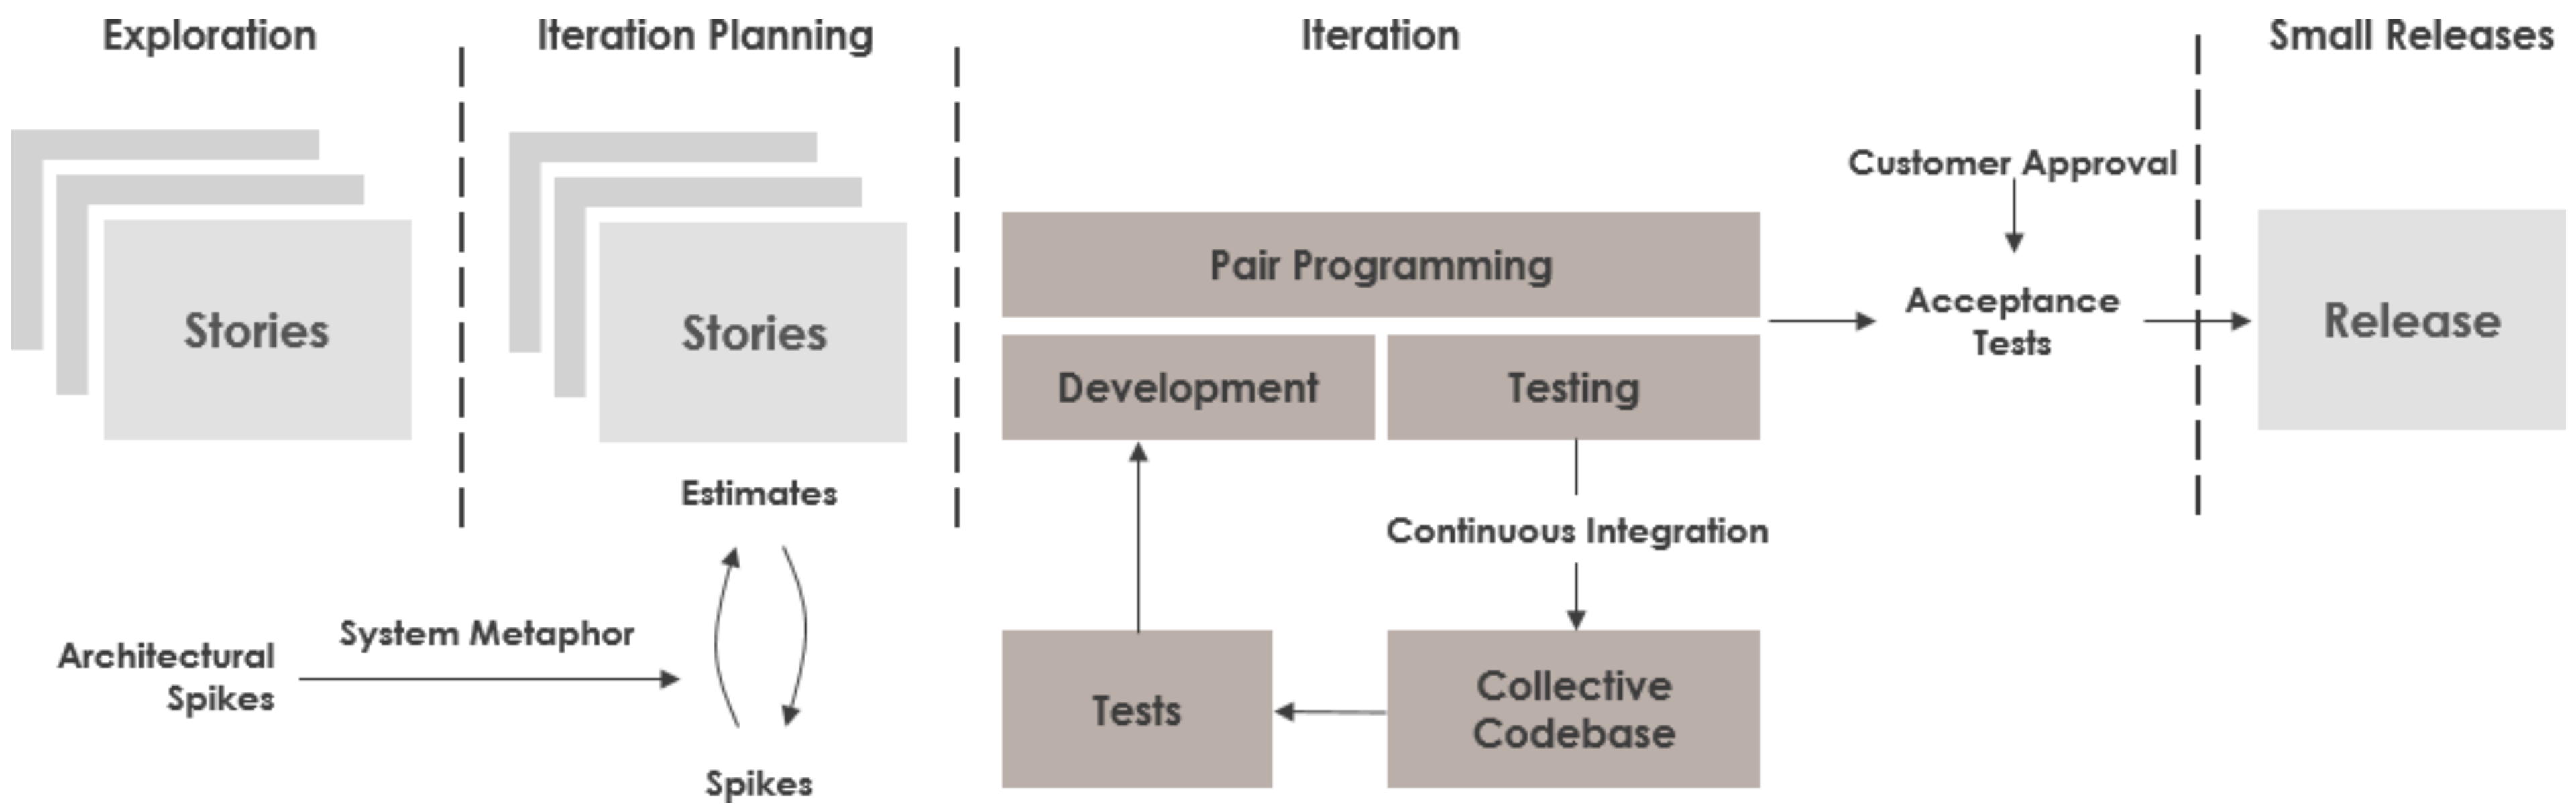 Exploration
Iteration Planning
Iteration
Small Releases
Stories
Stories
Estimates
System Metaphor
Architectural
Spikes
Spikes
Pair Programming
Development
Testing
Continuous Integration
Tests
Collective
Codebase
Customer Approval
Acceptance
Tests
Release